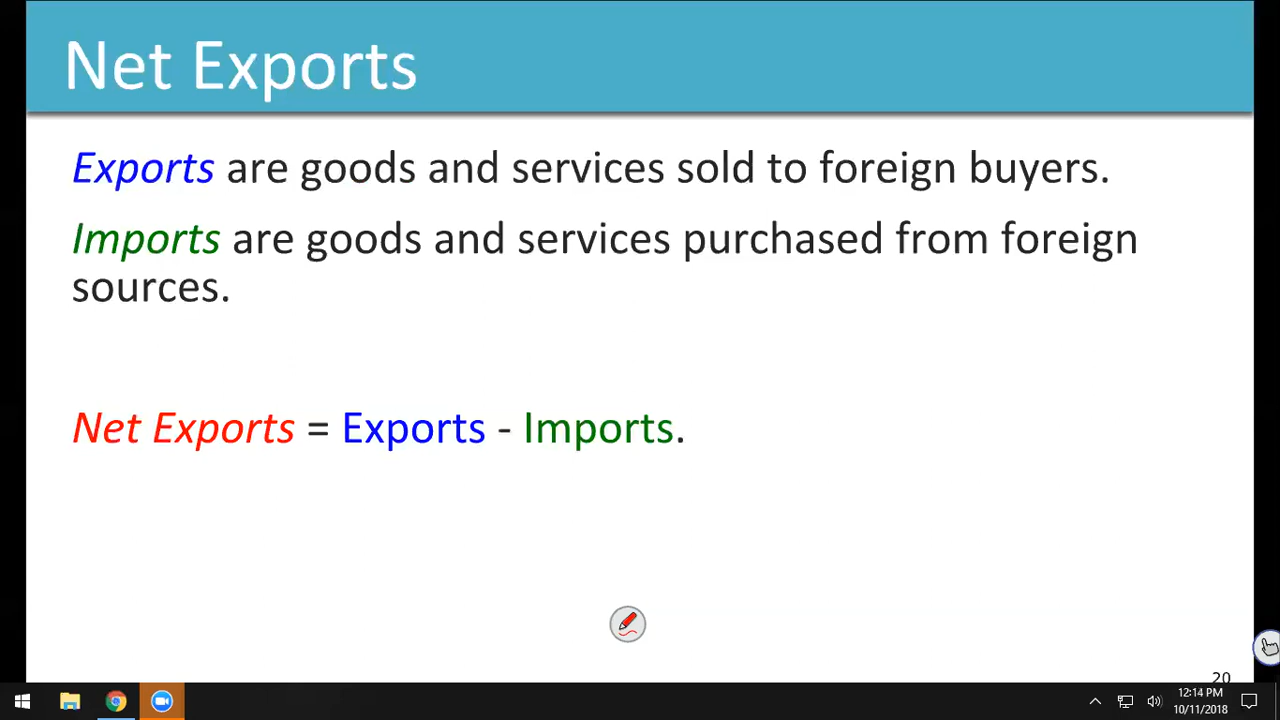 Net Exports
Exports are goods and services sold to foreign buyers.
Imports are goods and services purchased from foreign
sources.
Net Exports = Exports - Imports.
20
12:14 PM
10/11/2018